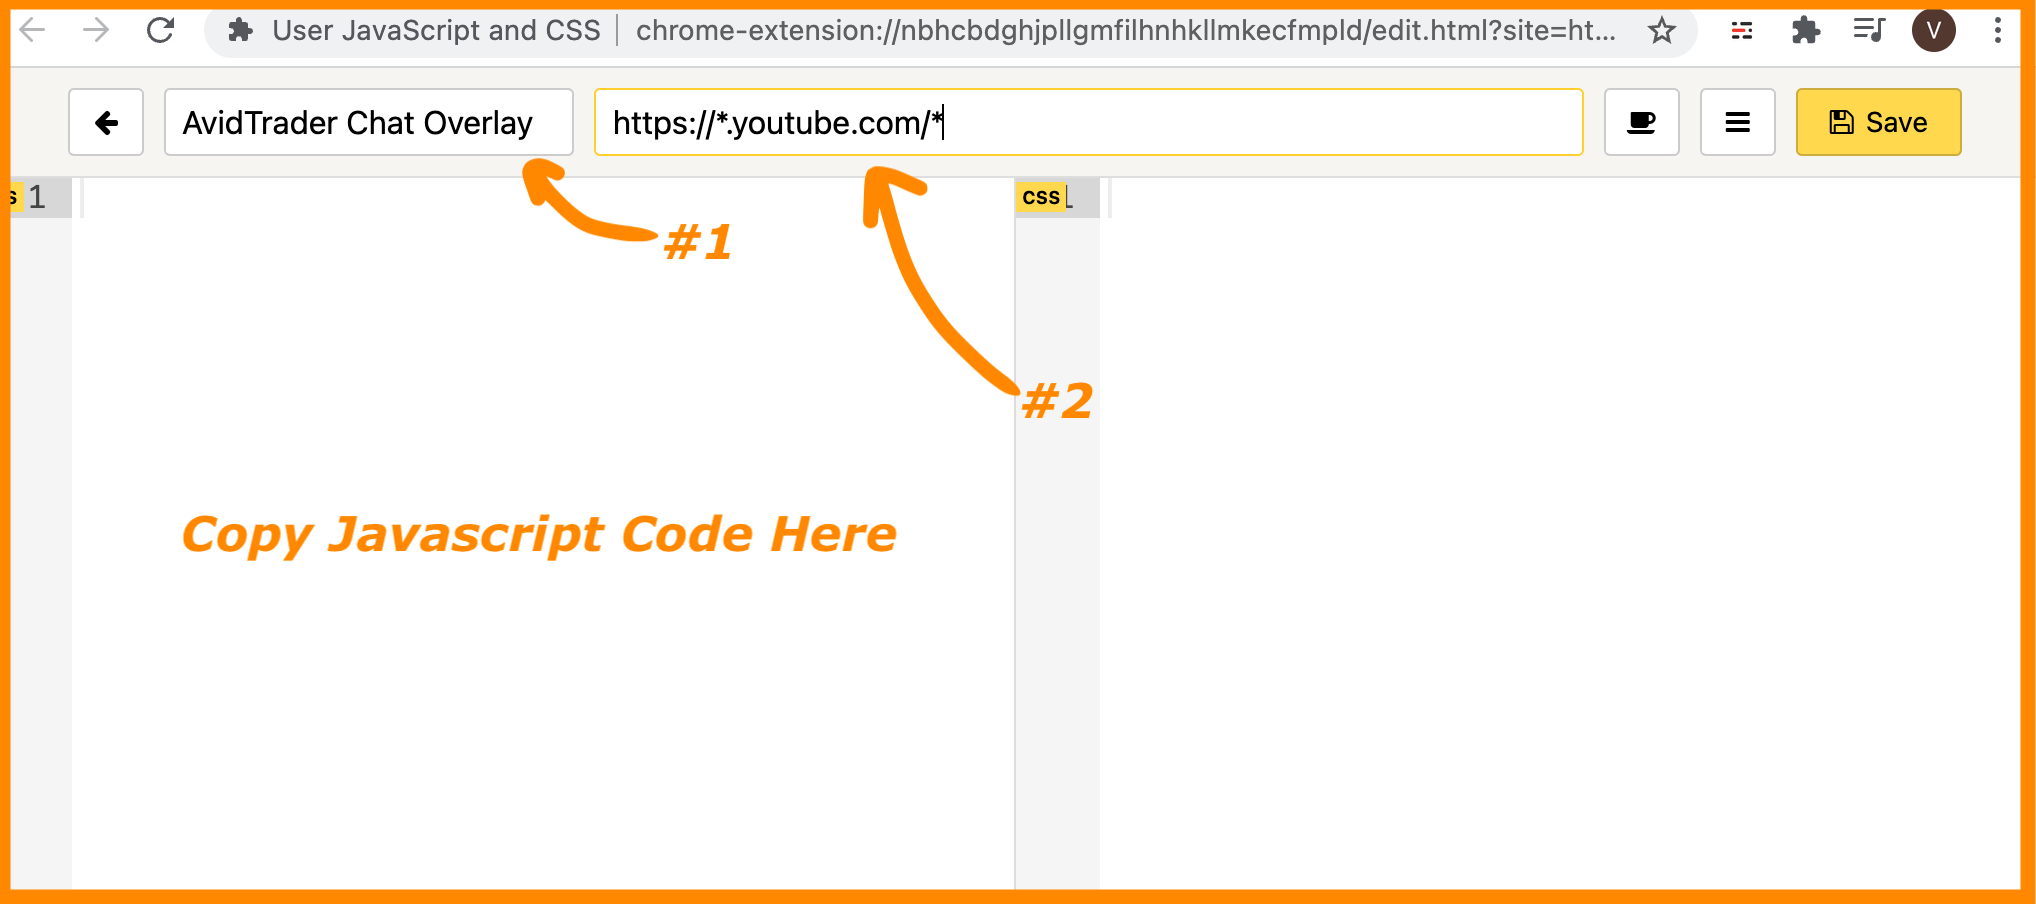 User JavaScript and CSS chrome-extension://nbhcbdghjpllgmfilhnhkllmkecfmpld/edit.html?site=ht... V
AvidTrader Chat Overlay https://*.youtube.com/* Save
s 1 css 1
#1
#2
Copy Javascript Code Here